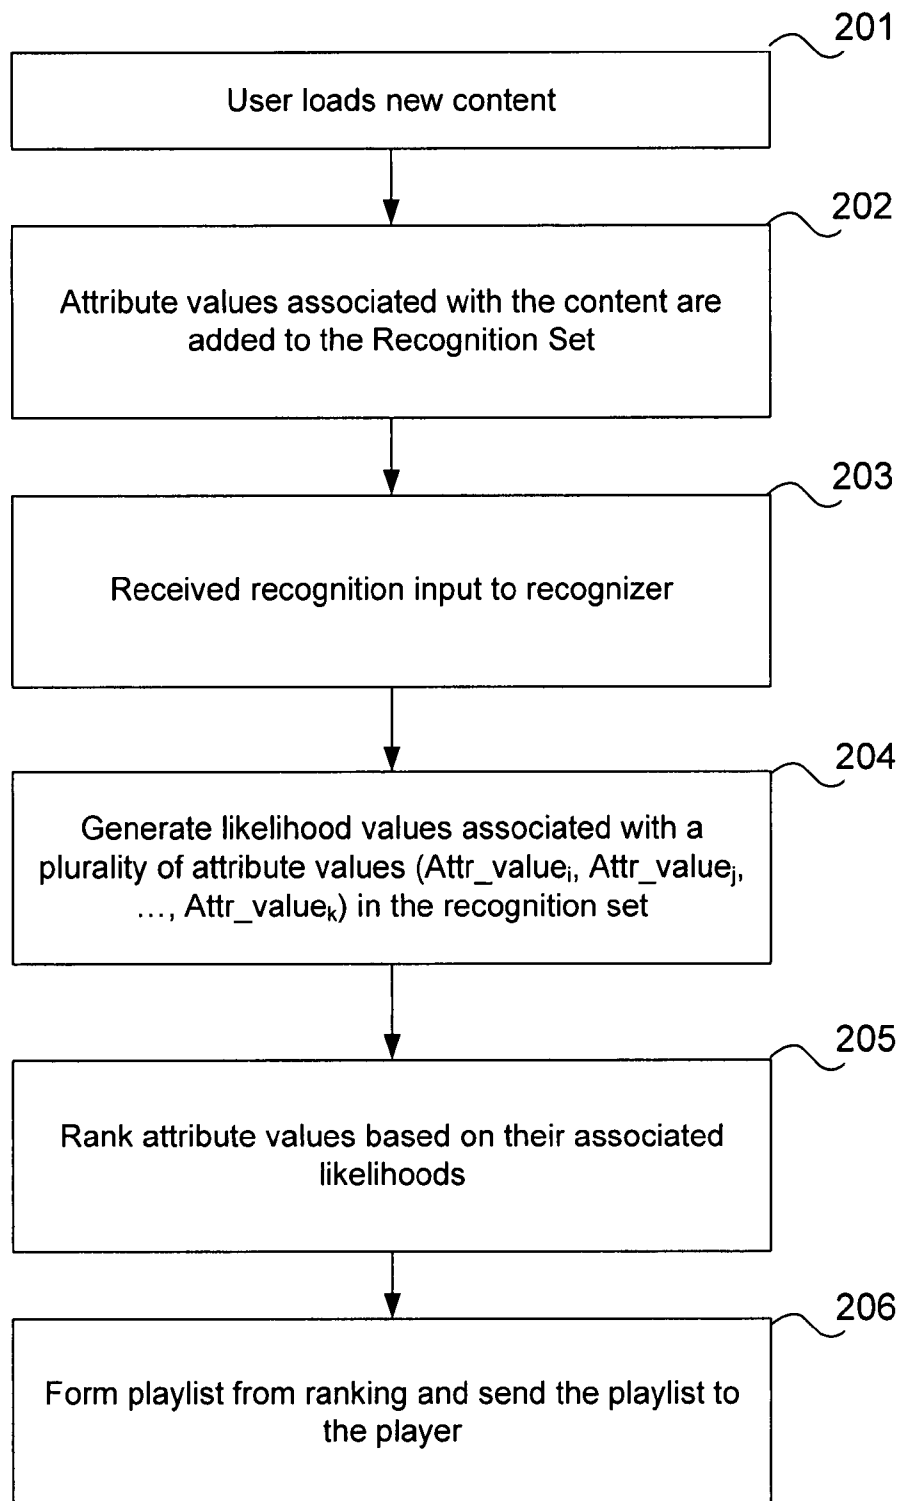 201
User loads new content
202
Attribute values associated with the content are
added to the Recognition Set
203
Received recognition input to recognizer
204
Generate likelihood values associated with a
plurality of attribute values (Attr_valueᵢ, Attr_valueⱼ,
…, Attr_valueₖ) in the recognition set
205
Rank attribute values based on their associated
likelihoods
206
Form playlist from ranking and send the playlist to
the player